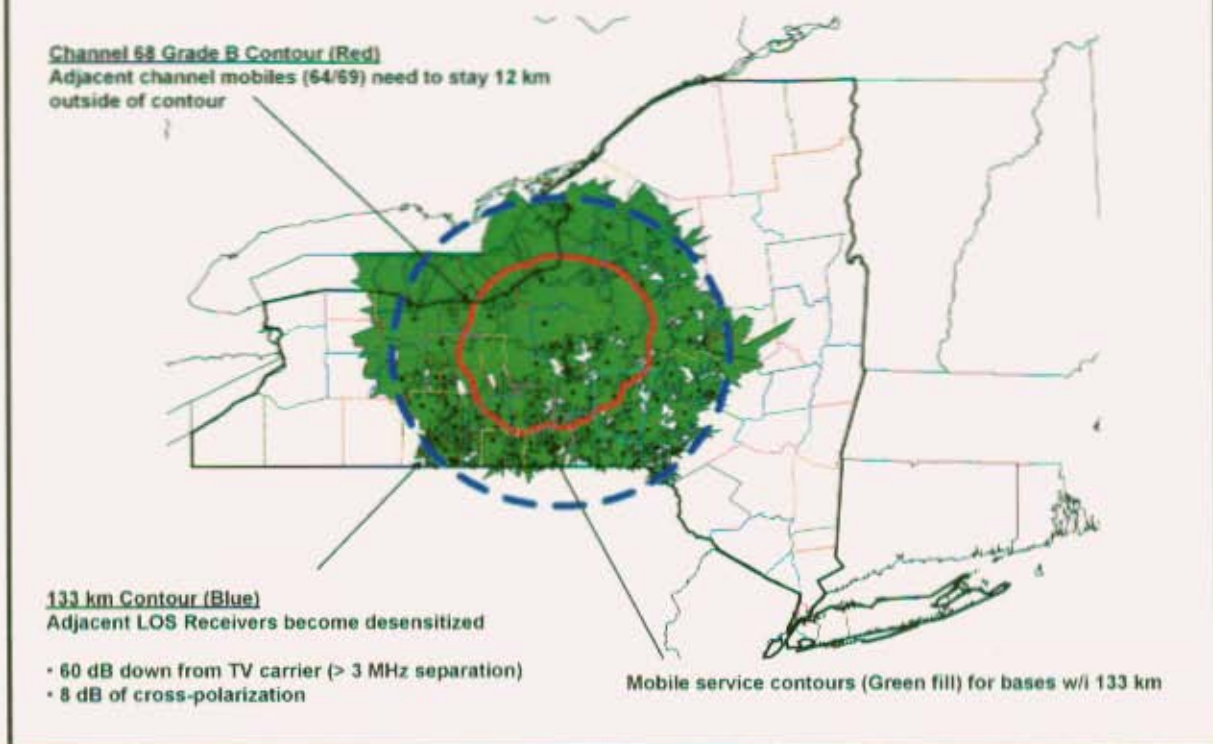 Channel 68 Grade B Contour (Red)
Adjacent channel mobiles (64/69) need to stay 12 km
outside of contour
133 km Contour (Blue)
Adjacent LOS Receivers become desensitized
• 60 dB down from TV carrier (> 3 MHz separation)
• 8 dB of cross-polarization
Mobile service contours (Green fill) for bases w/i 133 km